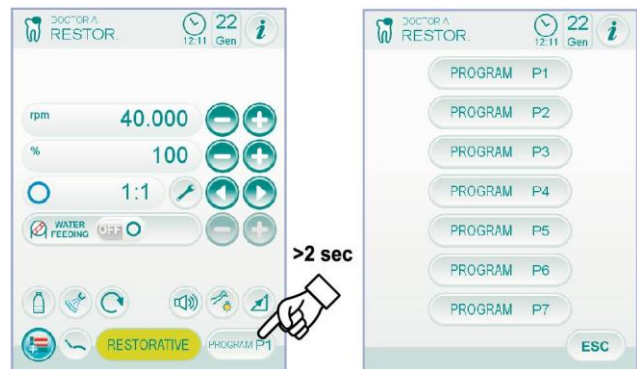 DOCTOR A
RESTOR.
12:11
22
Gen
i
rpm 40.000
% 100
1:1
WATER
FEEDING OFF
RESTORATIVE
PROGRAM P1
>2 sec
DOCTOR A
RESTOR.
12:11
22
Gen
i
PROGRAM P1
PROGRAM P2
PROGRAM P3
PROGRAM P4
PROGRAM P5
PROGRAM P6
PROGRAM P7
ESC